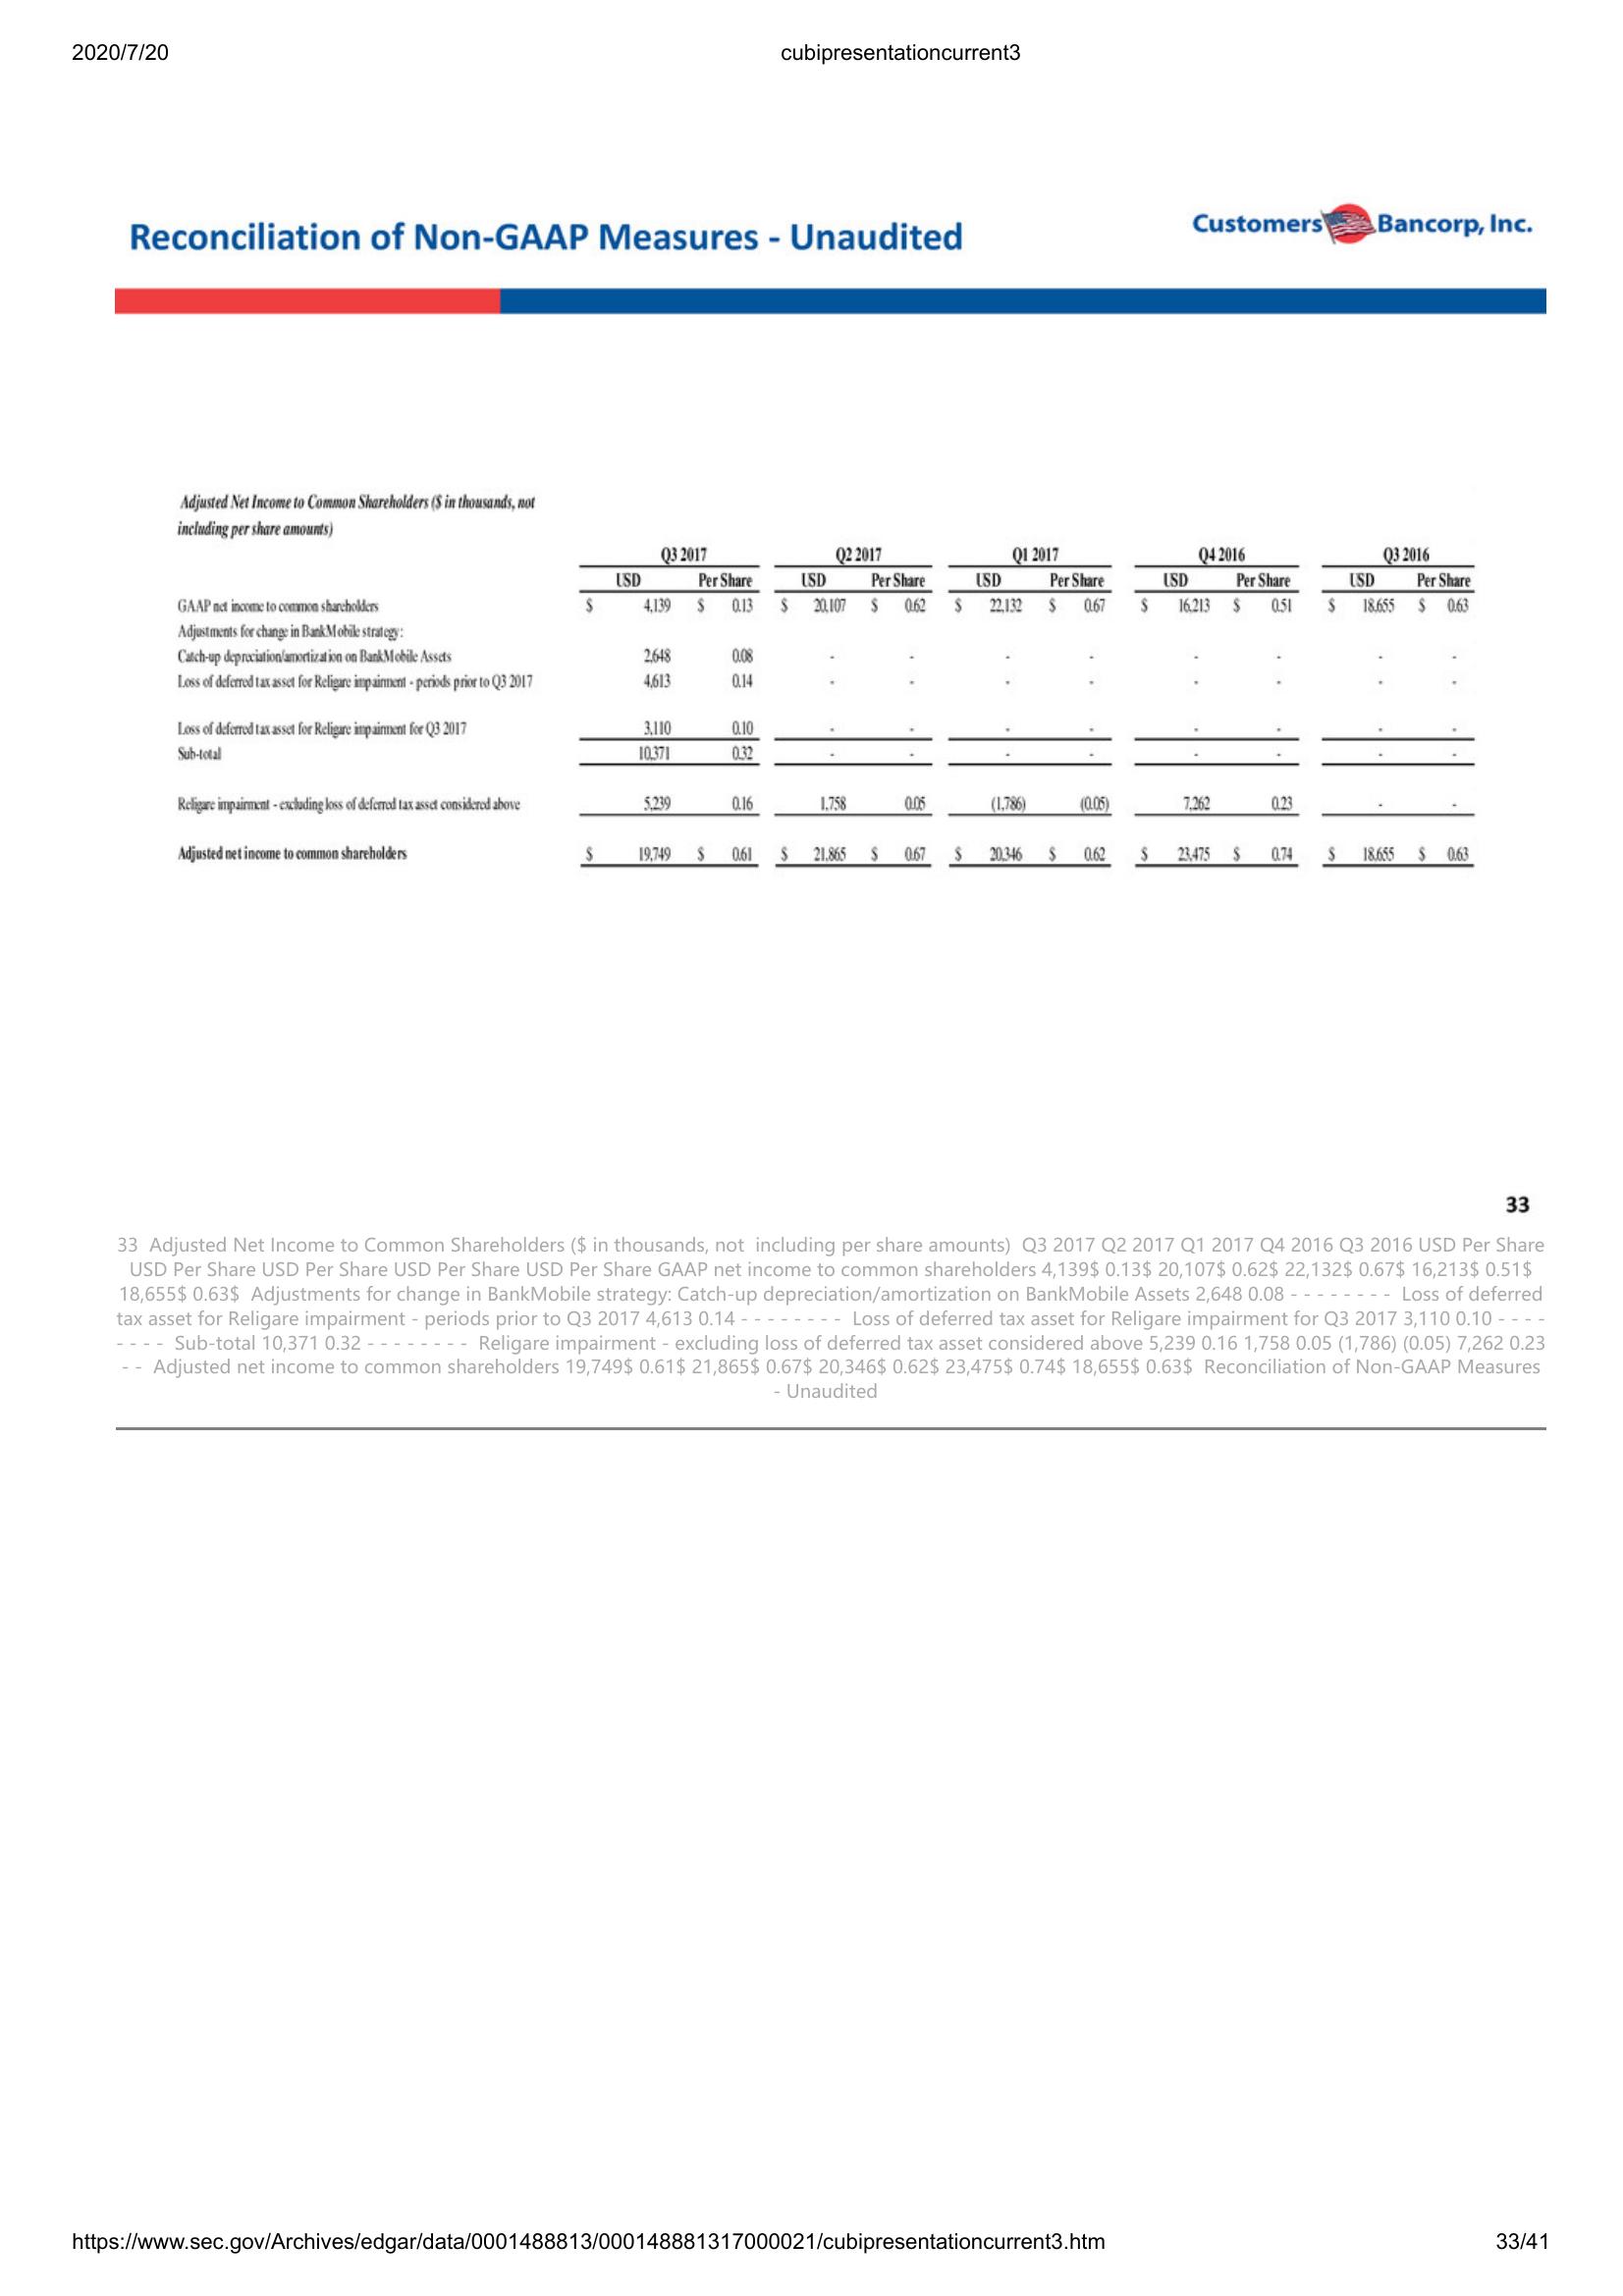 2020/7/20 cubipresentationcurrent3
Reconciliation of Non-GAAP Measures - Unaudited
Customers Bancorp, Inc.
Adjusted Net Income to Common Shareholders ($ in thousands, not
including per share amounts)
Q3 2017 Q2 2017 Q1 2017 Q4 2016 Q3 2016
USD Per Share USD Per Share USD Per Share USD Per Share USD Per Share
GAAP net income to common shareholders $ 4,139 $ 0.13 $ 20,107 $ 0.62 $ 22,132 $ 0.67 $ 16,213 $ 0.51 $ 18,655 $ 0.63
Adjustments for change in BankMobile strategy:
Catch-up depreciation/amortization on BankMobile Assets 2,648 0.08 - - - - - - - -
Loss of deferred tax asset for Religare impairment - periods prior to Q3 2017 4,613 0.14 - - - - - - - -
Loss of deferred tax asset for Religare impairment for Q3 2017 3,110 0.10 - - - - - - - -
Sub-total 10,371 0.32 - - - - - - - -
Religare impairment - excluding loss of deferred tax asset considered above 5,239 0.16 1,758 0.05 (1,786) (0.05) 7,262 0.23 - -
Adjusted net income to common shareholders $ 19,749 $ 0.61 $ 21,865 $ 0.67 $ 20,346 $ 0.62 $ 23,475 $ 0.74 $ 18,655 $ 0.63
33
33 Adjusted Net Income to Common Shareholders ($ in thousands, not including per share amounts) Q3 2017 Q2 2017 Q1 2017 Q4 2016 Q3 2016 USD Per Share
USD Per Share USD Per Share USD Per Share USD Per Share GAAP net income to common shareholders 4,139$ 0.13$ 20,107$ 0.62$ 22,132$ 0.67$ 16,213$ 0.51$
18,655$ 0.63$ Adjustments for change in BankMobile strategy: Catch-up depreciation/amortization on BankMobile Assets 2,648 0.08 - - - - - - - - Loss of deferred
tax asset for Religare impairment - periods prior to Q3 2017 4,613 0.14 - - - - - - - - Loss of deferred tax asset for Religare impairment for Q3 2017 3,110 0.10 - - - -
- - - - Sub-total 10,371 0.32 - - - - - - - - Religare impairment - excluding loss of deferred tax asset considered above 5,239 0.16 1,758 0.05 (1,786) (0.05) 7,262 0.23
- - Adjusted net income to common shareholders 19,749$ 0.61$ 21,865$ 0.67$ 20,346$ 0.62$ 23,475$ 0.74$ 18,655$ 0.63$ Reconciliation of Non-GAAP Measures
- Unaudited
https://www.sec.gov/Archives/edgar/data/0001488813/000148881317000021/cubipresentationcurrent3.htm 33/41